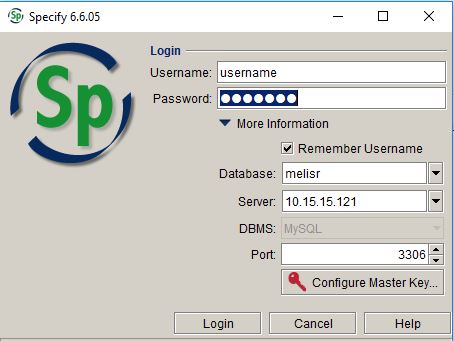 Sp Specify 6.6.05
Sp
Login
Username: username
Password: ●●●●●●●
More Information
Remember Username
Database: melisr
Server: 10.15.15.121
DBMS: MySQL
Port: 3306
Configure Master Key...
Login Cancel Help